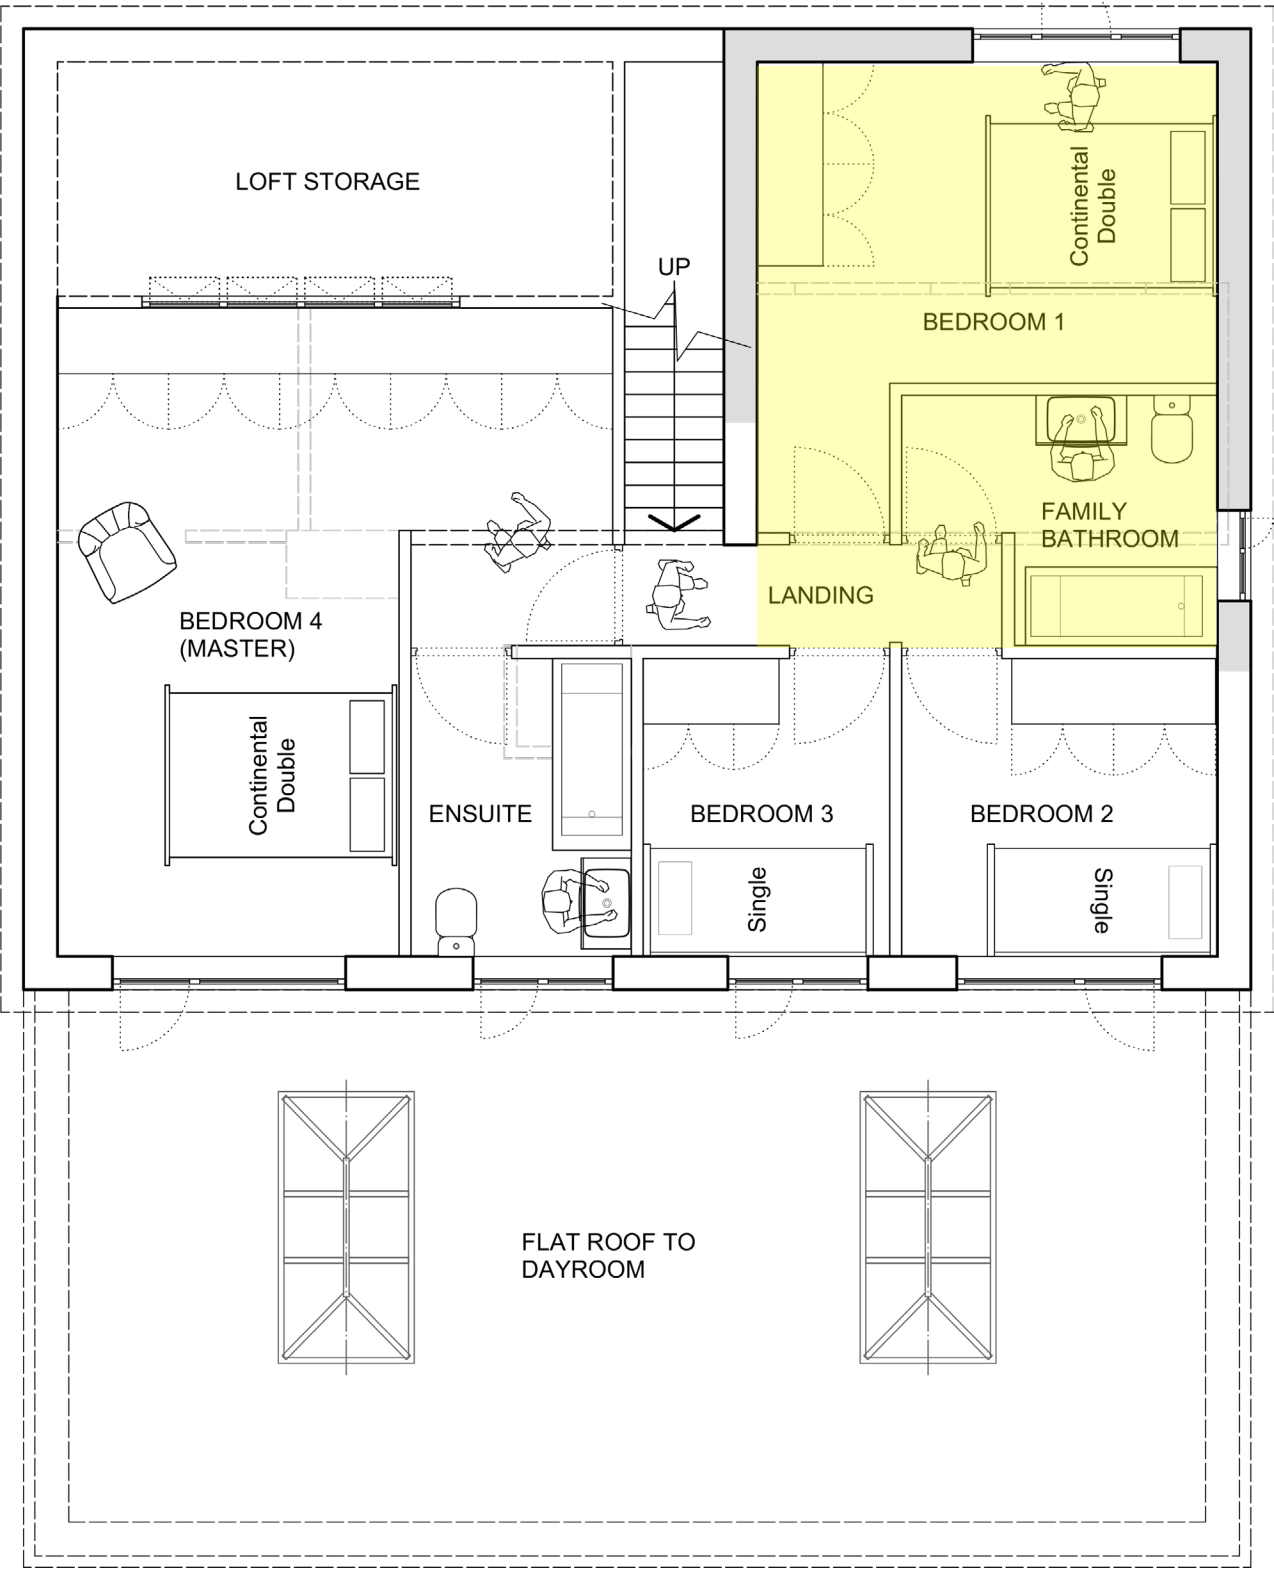 LOFT STORAGE
UP
Continental
Double
BEDROOM 1
FAMILY
BATHROOM
LANDING
BEDROOM 4
(MASTER)
Continental
Double
ENSUITE
BEDROOM 3
BEDROOM 2
Single
Single
FLAT ROOF TO
DAYROOM